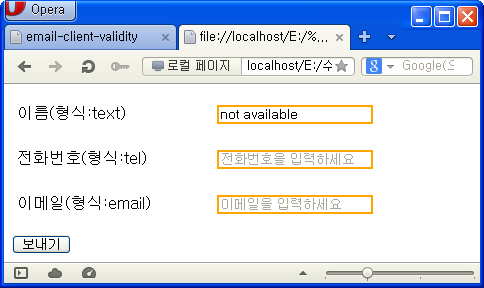 Opera
email-client-validity
file://localhost/E:/%...
로컬 페이지
localhost/E:/수
Google(으
이름(형식:text)
not available
전화번호(형식:tel)
전화번호을 입력하세요
이메일(형식:email)
이메일을 입력하세요
보내기